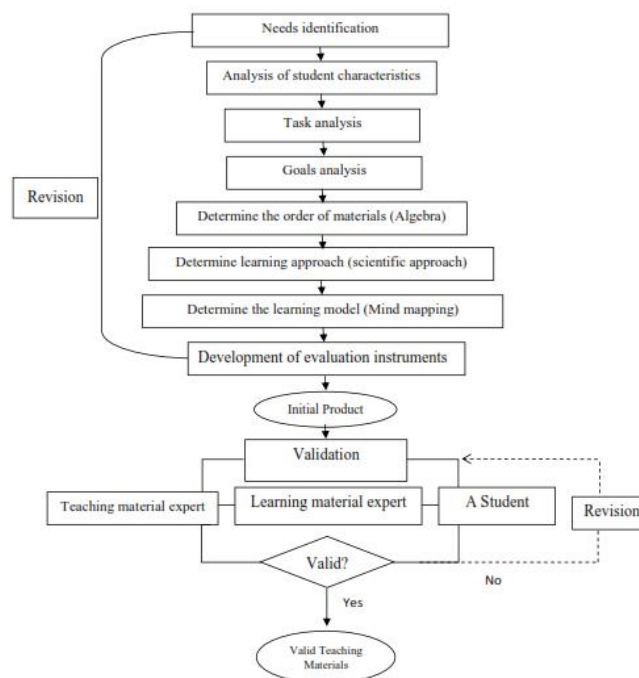 Needs identification
Analysis of student characteristics
Task analysis
Goals analysis
Revision
Determine the order of materials (Algebra)
Determine learning approach (scientific approach)
Determine the learning model (Mind mapping)
Development of evaluation instruments
Initial Product
Validation
Teaching material expert
Learning material expert
A Student
Revision
Valid?
No
Yes
Valid Teaching
Materials